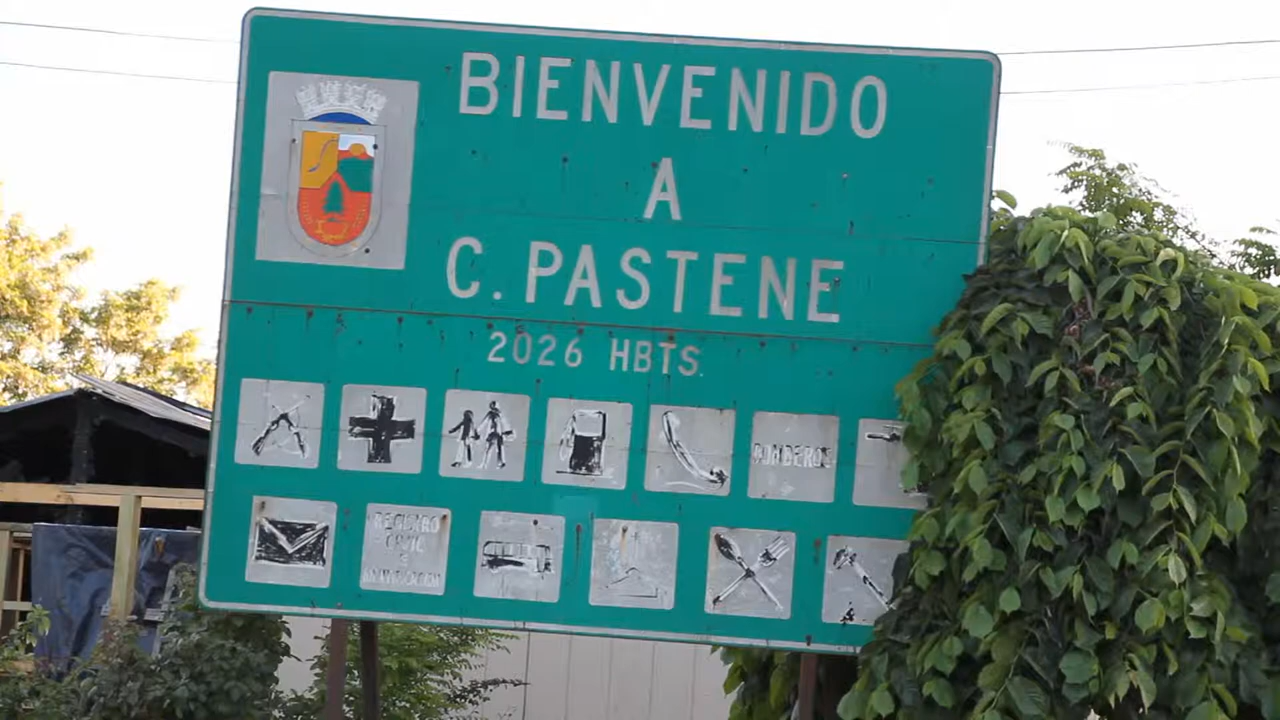 BIENVENIDO
A
C. PASTENE
2026 HBTS.
BOMBEROS
REGISTRO
CIVIL